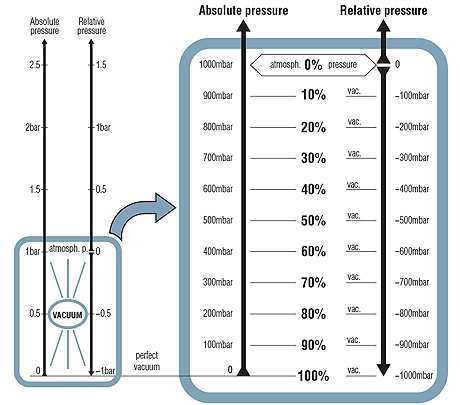 Absolute pressure Relative pressure
Absolute pressure Relative pressure
2.5 1.5
2bar 1bar
1.5 0.5
atmosph. p.
1bar 0
VACUUM
0.5 -0.5
0 -1bar
perfect vacuum
1000mbar atmosph. 0% pressure 0
900mbar 10% vac. -100mbar
800mbar 20% vac. -200mbar
700mbar 30% vac. -300mbar
600mbar 40% vac. -400mbar
500mbar 50% vac. -500mbar
400mbar 60% vac. -600mbar
300mbar 70% vac. -700mbar
200mbar 80% vac. -800mbar
100mbar 90% vac. -900mbar
0 100% vac. -1000mbar